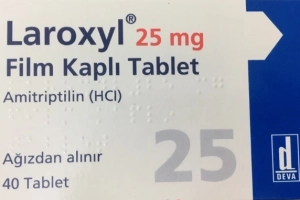 Laroxyl® 25 mg
Film Kaplı Tablet
Amitriptilin (HCl)
Ağızdan alınır
40 Tablet
25
d
DEVA